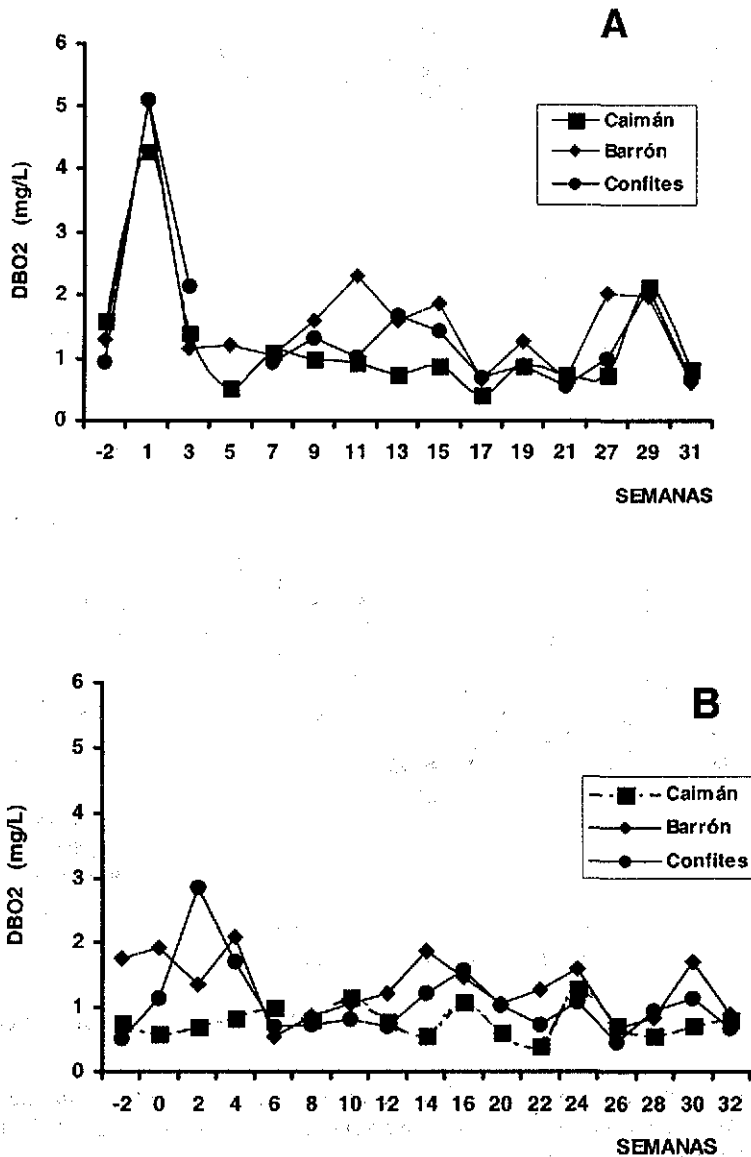 A
6
5
4
3
2
1
0
DBO2 (mg/L)
Caimán
Barrón
Confites
-2 1 3 5 7 9 11 13 15 17 19 21 27 29 31
SEMANAS
B
6
5
4
3
2
1
0
DBO2 (mg/L)
Caimán
Barrón
Confites
-2 0 2 4 6 8 10 12 14 16 20 22 24 26 28 30 32
SEMANAS